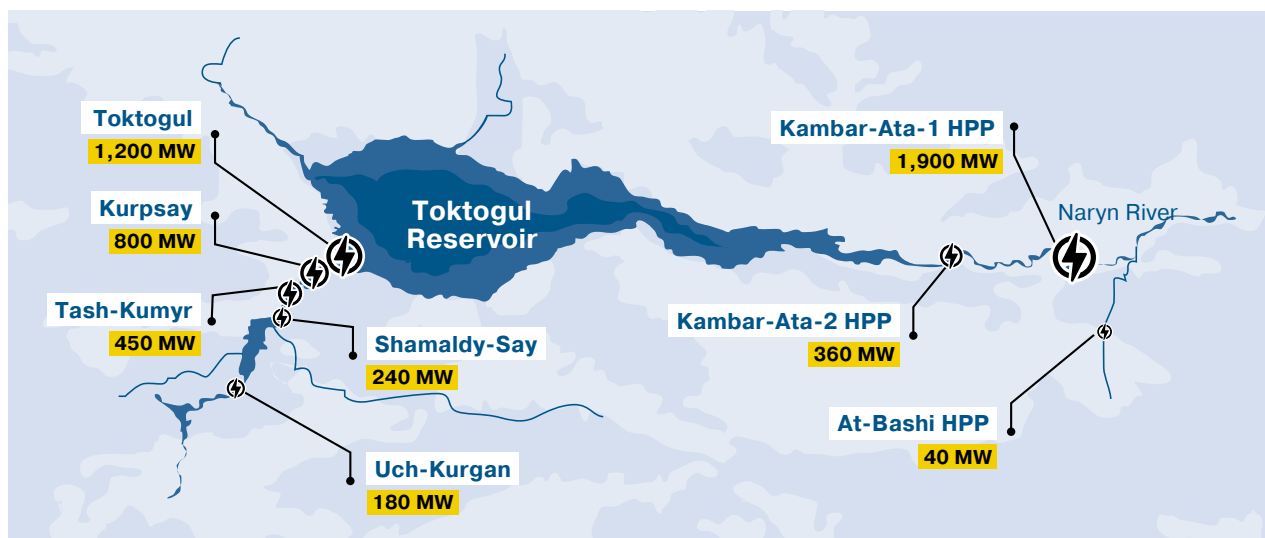 Toktogul
1,200 MW
Kurpsay
800 MW
Tash-Kumyr
450 MW
Shamaldy-Say
240 MW
Uch-Kurgan
180 MW
Toktogul
Reservoir
Kambar-Ata-1 HPP
1,900 MW
Naryn River
Kambar-Ata-2 HPP
360 MW
At-Bashi HPP
40 MW